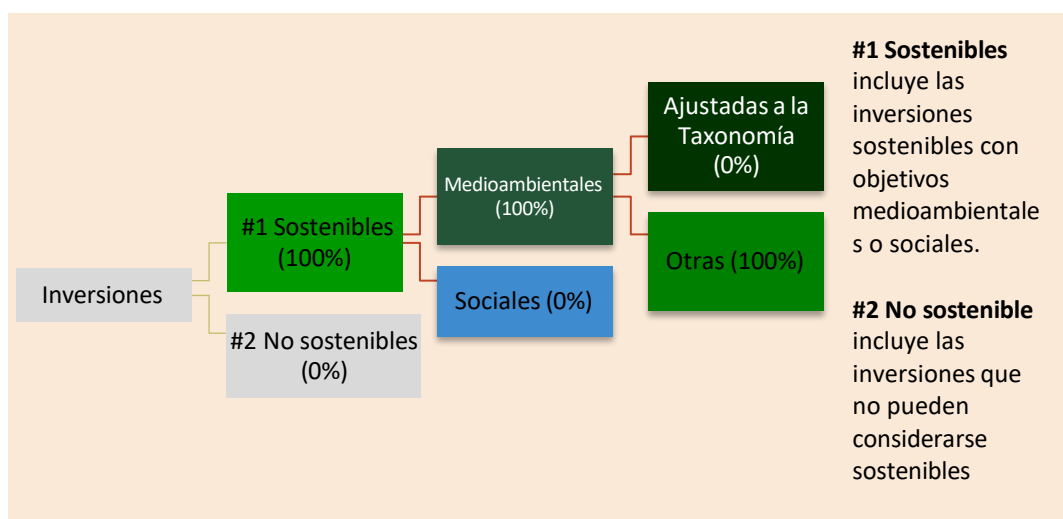 Inversiones
#1 Sostenibles
(100%)
#2 No sostenibles
(0%)
Medioambientales
(100%)
Sociales (0%)
Ajustadas a la
Taxonomía
(0%)
Otras (100%)
#1 Sostenibles
incluye las
inversiones
sostenibles con
objetivos
medioambientale
s o sociales.
#2 No sostenible
incluye las
inversiones que
no pueden
considerarse
sostenibles